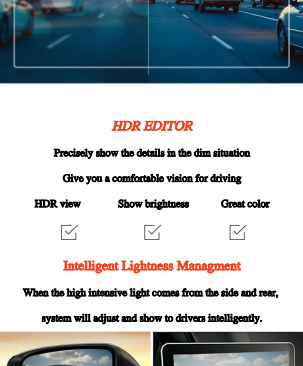 HDR EDITOR
Precisely show the details in the dim situation
Give you a comfortable vision for driving
HDR view Show brightness Great color
Intelligent Lightness Managment
When the high intensive light comes from the side and rear,
system will adjust and show to drivers intelligently.